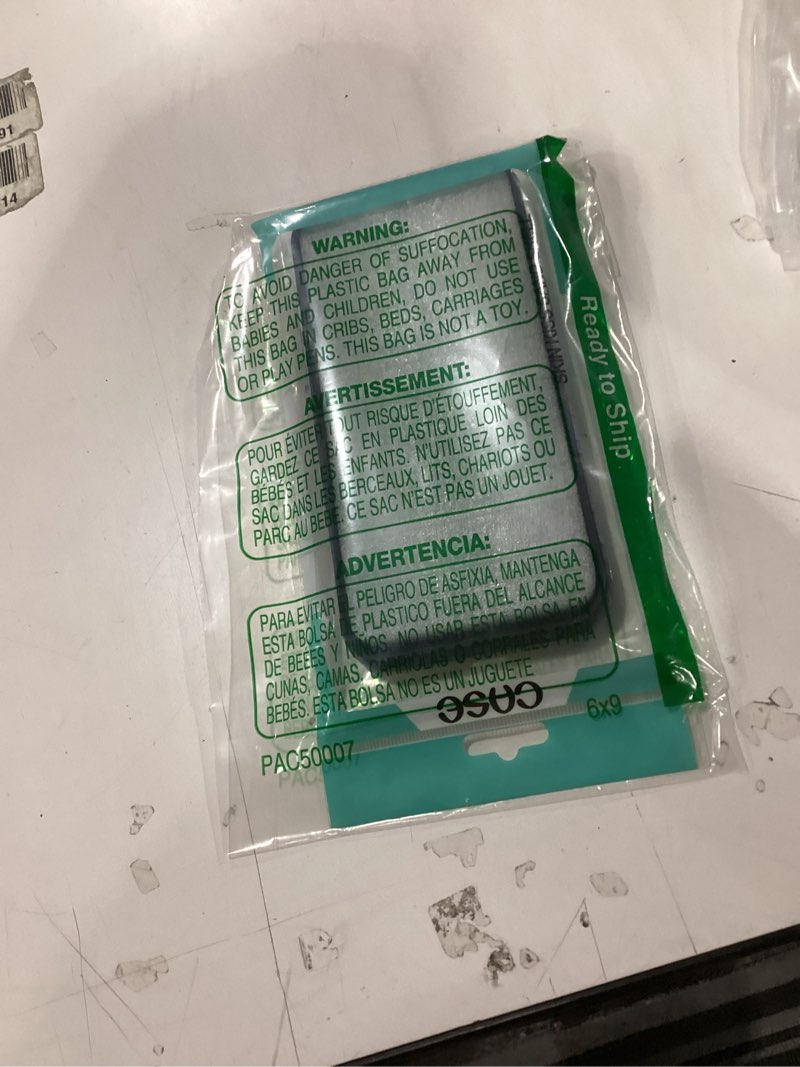 91
14
WARNING:
TO AVOID DANGER OF SUFFOCATION,
KEEP THIS PLASTIC BAG AWAY FROM
BABIES AND CHILDREN, DO NOT USE
THIS BAG IN CRIBS, BEDS, CARRIAGES
OR PLAY PENS. THIS BAG IS NOT A TOY.
AVERTISSEMENT:
POUR ÉVITER TOUT RISQUE D'ÉTOUFFEMENT,
GARDEZ CE SAC EN PLASTIQUE LOIN DES
BÉBÉS ET LES ENFANTS. N'UTILISEZ PAS CE
SAC DANS LES BERCEAUX, LITS, CHARIOTS OU
PARC AU BEBE. CE SAC N'EST PAS UN JOUET.
ADVERTENCIA:
PARA EVITAR EL PELIGRO DE ASFIXIA, MANTENGA
ESTA BOLSA DE PLASTICO FUERA DEL ALCANCE
DE BEBES Y NINOS. NO USAR ESTA BOLSA EN
CUNAS, CAMAS, CARRIOLAS O CORRALES PARA
BEBÉS. ESTA BOLSA NO ES UN JUGUETE
case
6x9
PAC50007
Ready to Ship